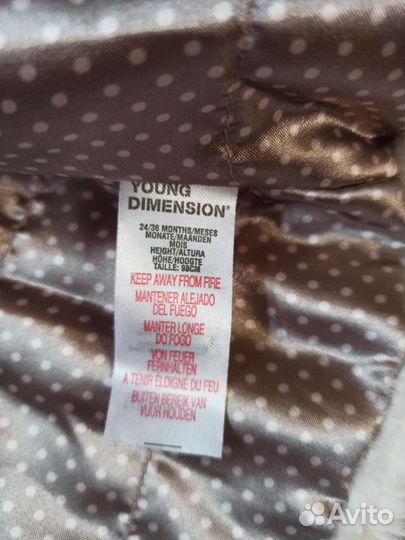 YOUNG
DIMENSION®
24/36 MONTHS/MESES
MONATE/MAANDEN
MOIS
HEIGHT/ALTURA
HÖHE/HOOGTE
TAILLE: 98CM
KEEP AWAY FROM FIRE
MANTENER ALEJADO
DEL FUEGO
MANTER LONGE
DO FOGO
VON FEUER
FERNHALTEN
A TENIR ÉLOIGNÉ DU FEU
BUITEN BEREIK VAN
VUUR HOUDEN
Avito